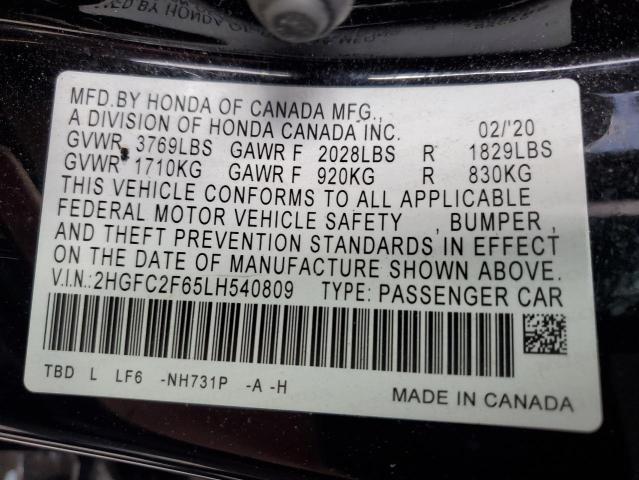 MFD.BY HONDA OF CANADA MFG.,
A DIVISION OF HONDA CANADA INC. 02/'20
GVWR 3769LBS GAWR F 2028LBS R 1829LBS
GVWR 1710KG GAWR F 920KG R 830KG
THIS VEHICLE CONFORMS TO ALL APPLICABLE
FEDERAL MOTOR VEHICLE SAFETY , BUMPER ,
AND THEFT PREVENTION STANDARDS IN EFFECT
ON THE DATE OF MANUFACTURE SHOWN ABOVE.
V.I.N.:2HGFC2F65LH540809 TYPE: PASSENGER CAR
TBD L LF6 -NH731P -A -H
MADE IN CANADA